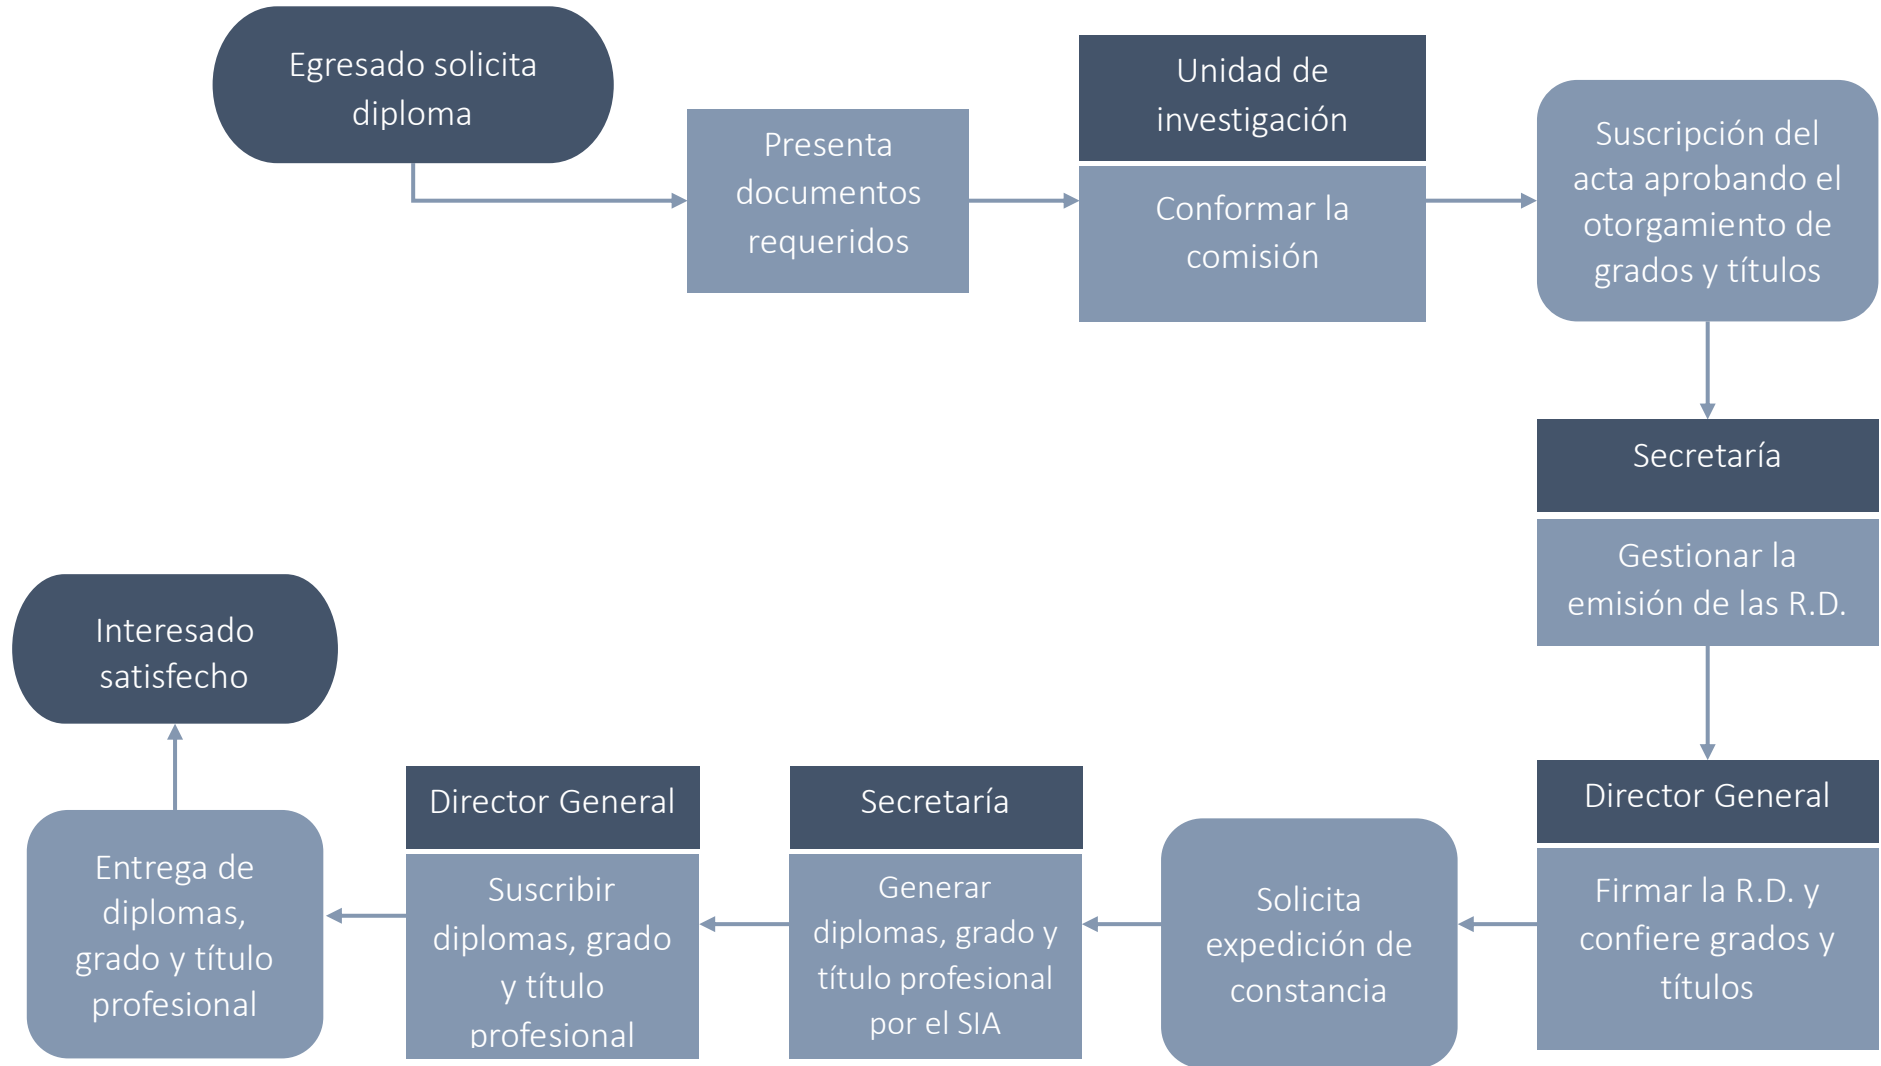 Egresado solicita
diploma
Presenta
documentos
requeridos
Unidad de
investigación
Conformar la
comisión
Suscripción del
acta aprobando el
otorgamiento de
grados y títulos
Secretaría
Gestionar la
emisión de las R.D.
Director General
Firmar la R.D. y
confiere grados y
títulos
Solicita
expedición de
constancia
Secretaría
Generar
diplomas, grado y
título profesional
por el SIA
Director General
Suscribir
diplomas, grado
y título
profesional
Entrega de
diplomas,
grado y título
profesional
Interesado
satisfecho